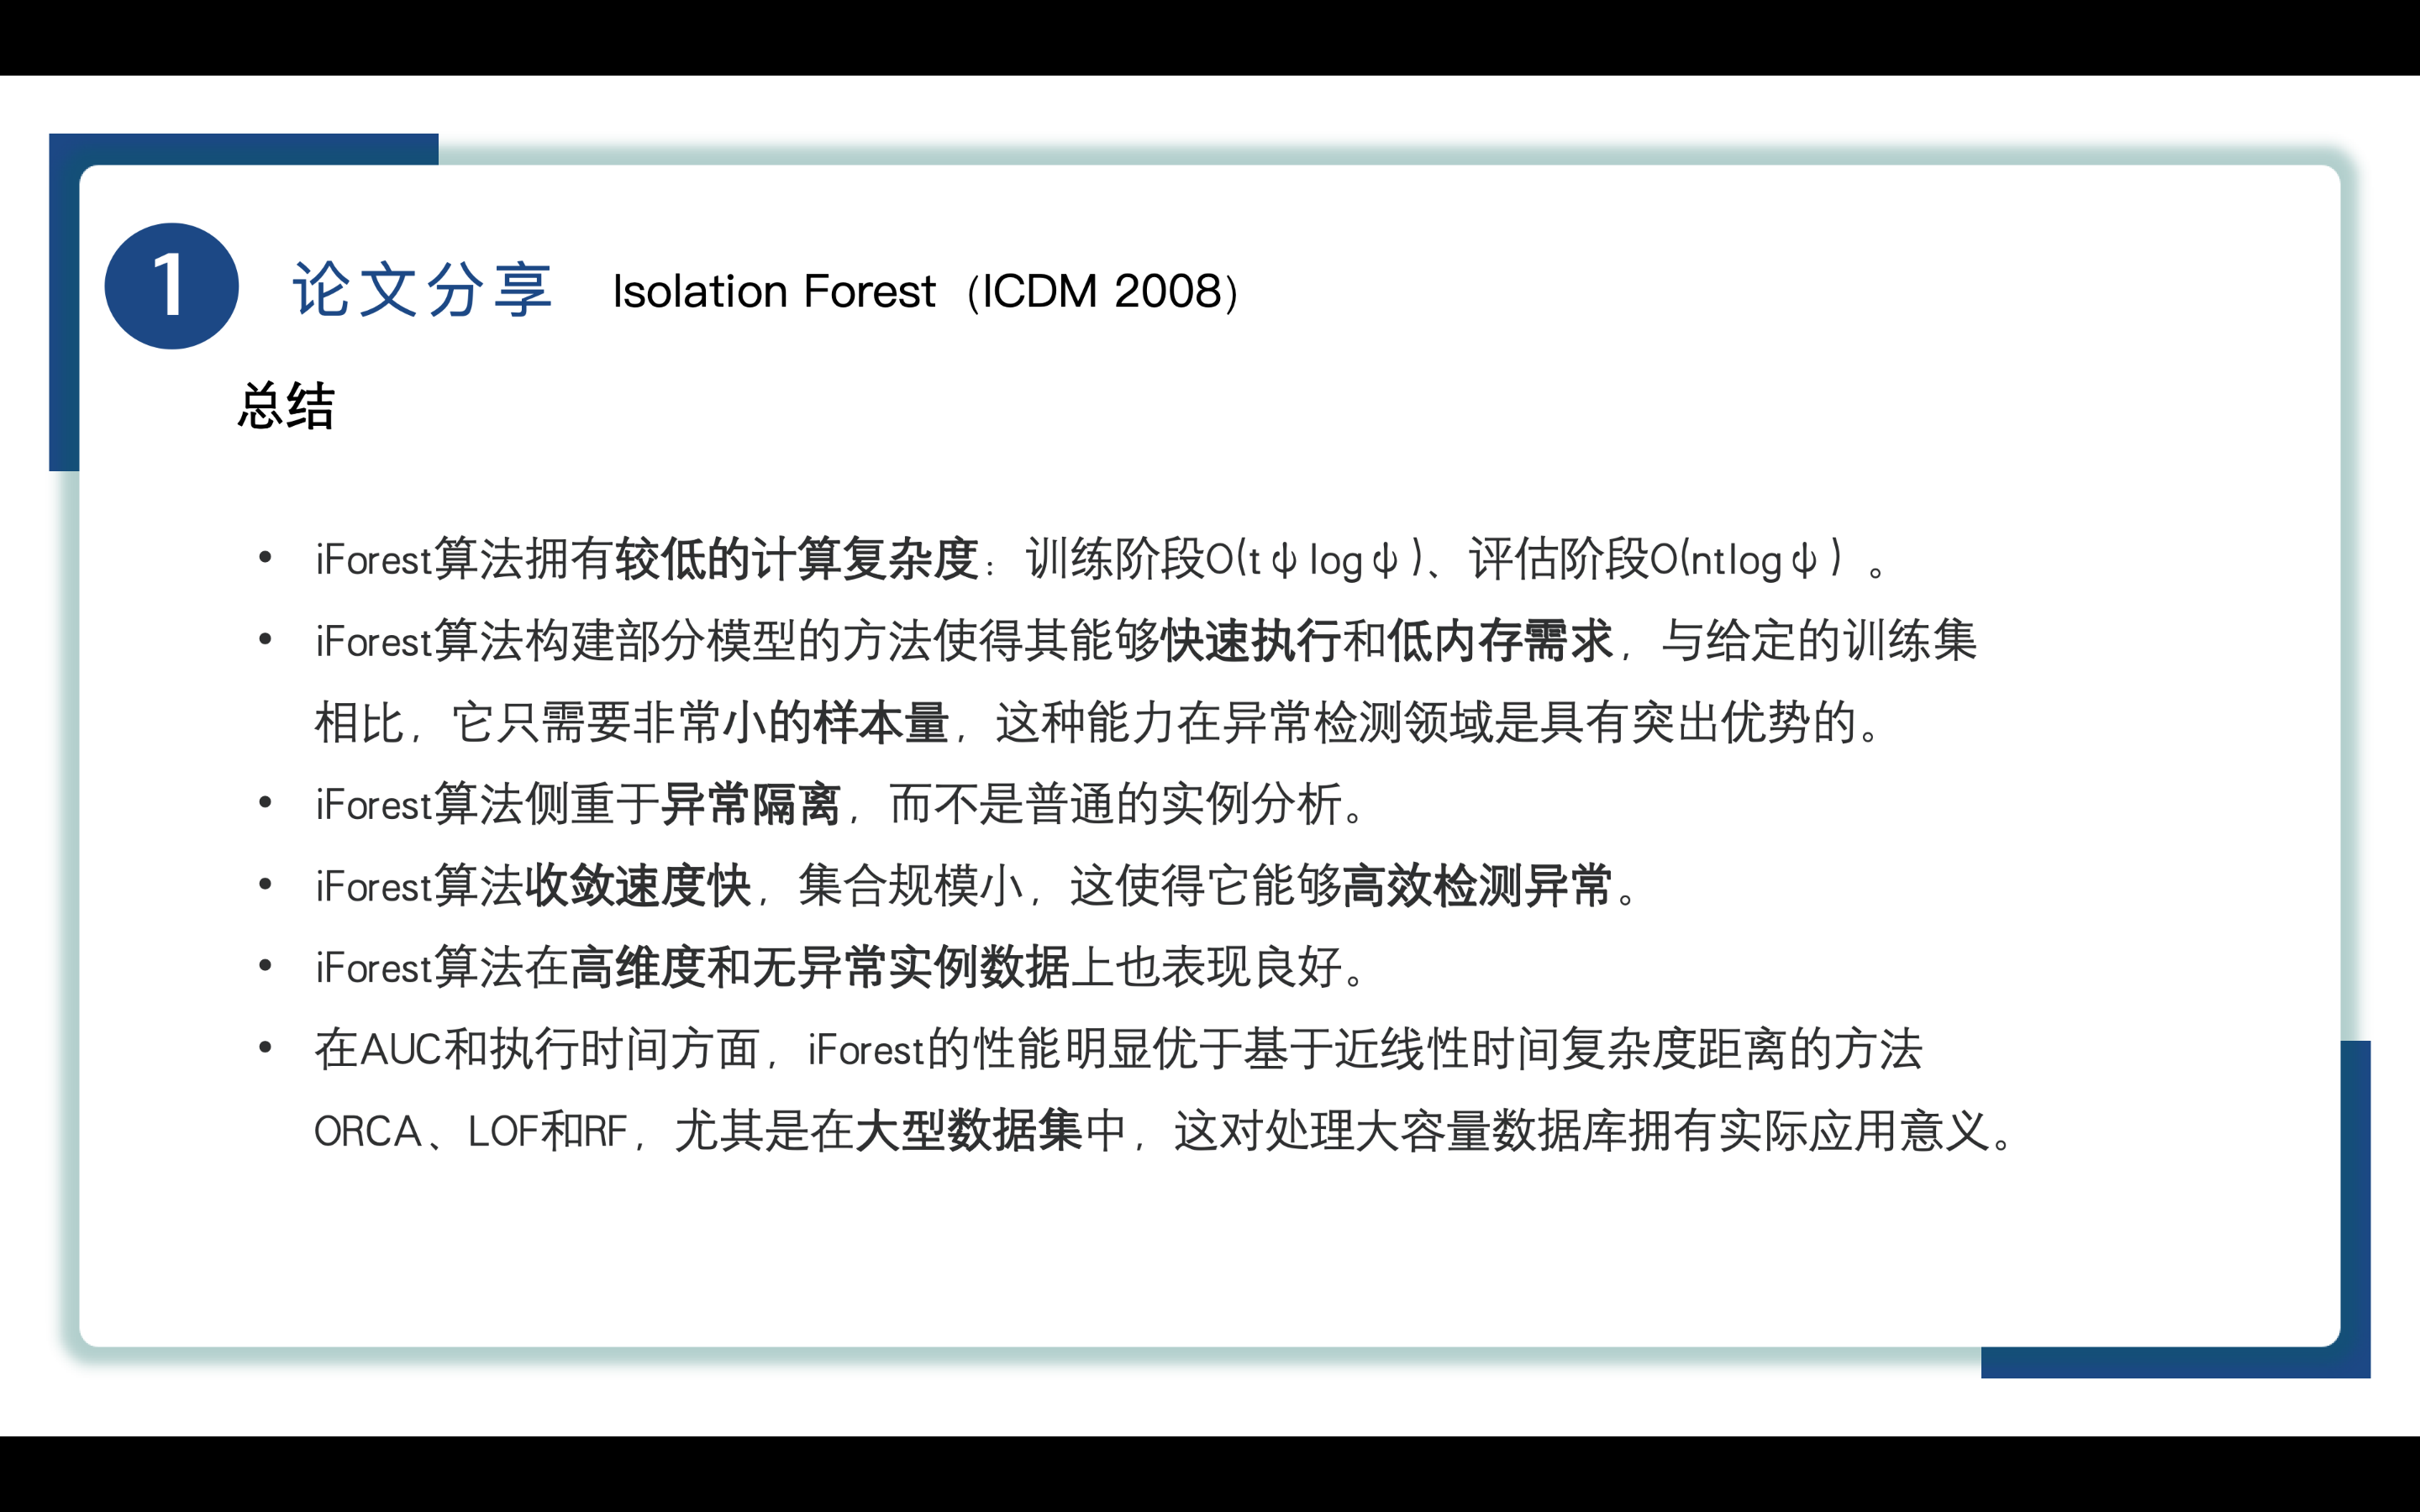 1
论文分享 Isolation Forest（ICDM 2008）
总结
• iForest算法拥有较低的计算复杂度：训练阶段O(tψlogψ)、评估阶段O(ntlogψ）。
• iForest算法构建部分模型的方法使得其能够快速执行和低内存需求，与给定的训练集
相比，它只需要非常小的样本量，这种能力在异常检测领域是具有突出优势的。
• iForest算法侧重于异常隔离，而不是普通的实例分析。
• iForest算法收敛速度快，集合规模小，这使得它能够高效检测异常。
• iForest算法在高维度和无异常实例数据上也表现良好。
• 在AUC和执行时间方面，iForest的性能明显优于基于近线性时间复杂度距离的方法
ORCA、LOF和RF，尤其是在大型数据集中，这对处理大容量数据库拥有实际应用意义。